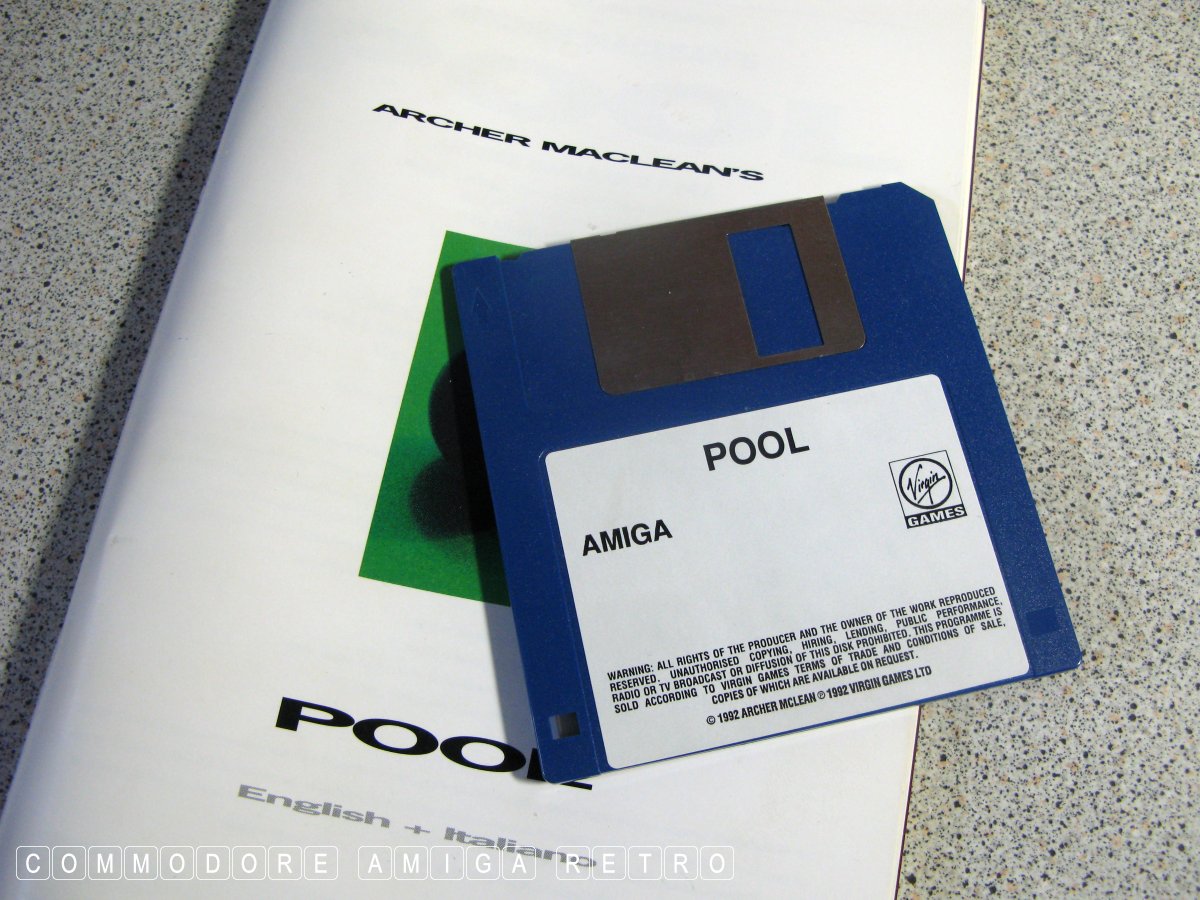 ARCHER MACLEAN'S
POOL
AMIGA
Virgin
GAMES
WARNING: ALL RIGHTS OF THE PRODUCER AND THE OWNER OF THE WORK REPRODUCED
RESERVED. UNAUTHORISED COPYING, HIRING, LENDING, PUBLIC PERFORMANCE,
RADIO OR TV BROADCAST OR DIFFUSION OF THIS DISK PROHIBITED. THIS PROGRAMME IS
SOLD ACCORDING TO VIRGIN GAMES TERMS OF TRADE AND CONDITIONS OF SALE,
COPIES OF WHICH ARE AVAILABLE ON REQUEST.
© 1992 ARCHER MCLEAN ℗ 1992 VIRGIN GAMES LTD
POOL
English + Italiano
COMMODORE AMIGA RETRO